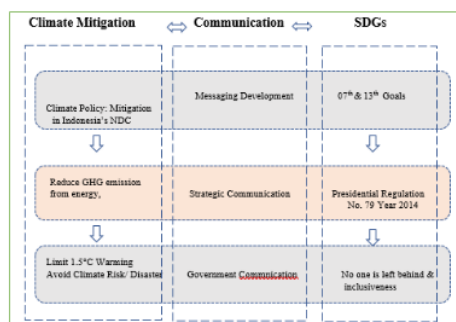 Climate Mitigation Communication SDGs
Messaging Development 07th & 13th Goals
Climate Policy: Mitigation
in Indonesia's NDC
Reduce GHG emission
from energy,
Strategic Communication
Presidential Regulation
No. 79 Year 2014
Limit 1.5°C Warming
Avoid Climate Risk/ Disaster
Government Commnication
No one is left behind &
inclusiveness